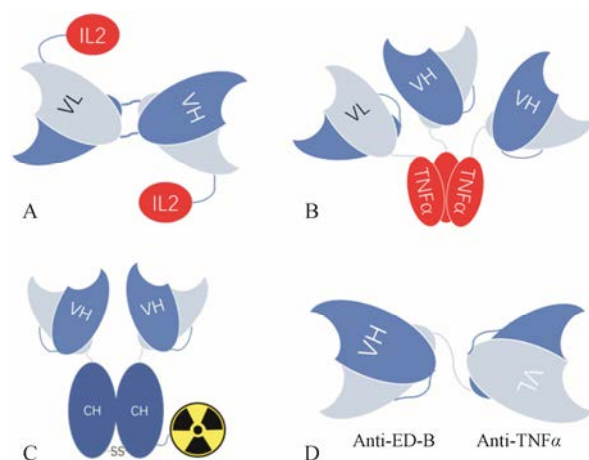 IL2
VL
VH
IL2
A
VL
VH
VH
TNFα
TNFα
B
VH
VH
CH
CH
SS
C
VH
VL
D
Anti-ED-B
Anti-TNFα